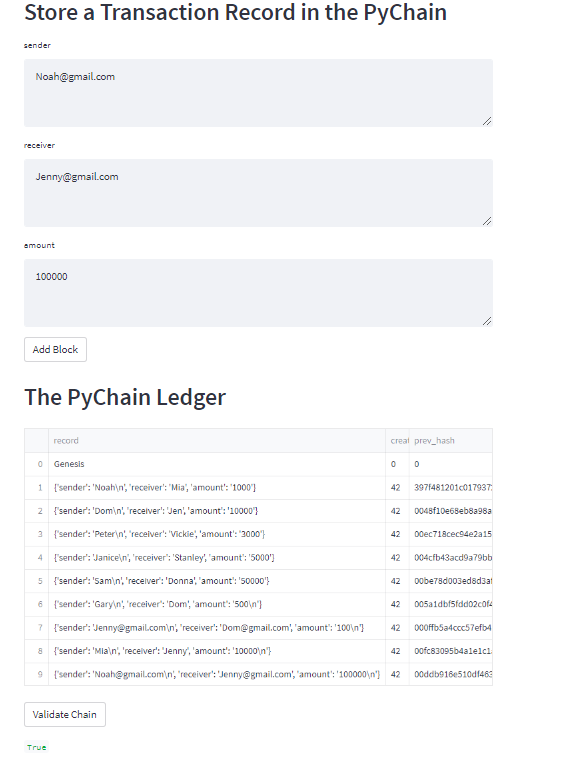 Store a Transaction Record in the PyChain
sender
Noah@gmail.com
receiver
Jenny@gmail.com
amount
100000
Add Block
The PyChain Ledger
record creat prev_hash
0 Genesis 0 0
1 {'sender': 'Noah\n', 'receiver': 'Mia', 'amount': '1000'} 42 397f481201c017937
2 {'sender': 'Dom\n', 'receiver': 'Jen', 'amount': '10000'} 42 0048f10e68eb8a98a
3 {'sender': 'Peter\n', 'receiver': 'Vickie', 'amount': '3000'} 42 00ec718cec94e2a15
4 {'sender': 'Janice\n', 'receiver': 'Stanley', 'amount': '5000'} 42 004cfb43acd9a79bb
5 {'sender': 'Sam\n', 'receiver': 'Donna', 'amount': '50000'} 42 00be78d003ed8d3a
6 {'sender': 'Gary\n', 'receiver': 'Dom', 'amount': '500\n'} 42 005a1dbf5fdd02c0f4
7 {'sender': 'Jenny@gmail.com\n', 'receiver': 'Dom@gmail.com', 'amount': '100\n'} 42 000ffb5a4ccc57efb4
8 {'sender': 'Mia\n', 'receiver': 'Jenny', 'amount': '10000\n'} 42 00fc83095b4a1e1c1
9 {'sender': 'Noah@gmail.com\n', 'receiver': 'Jenny@gmail.com', 'amount': '100000\n'} 42 00ddb916e510df463
Validate Chain
True